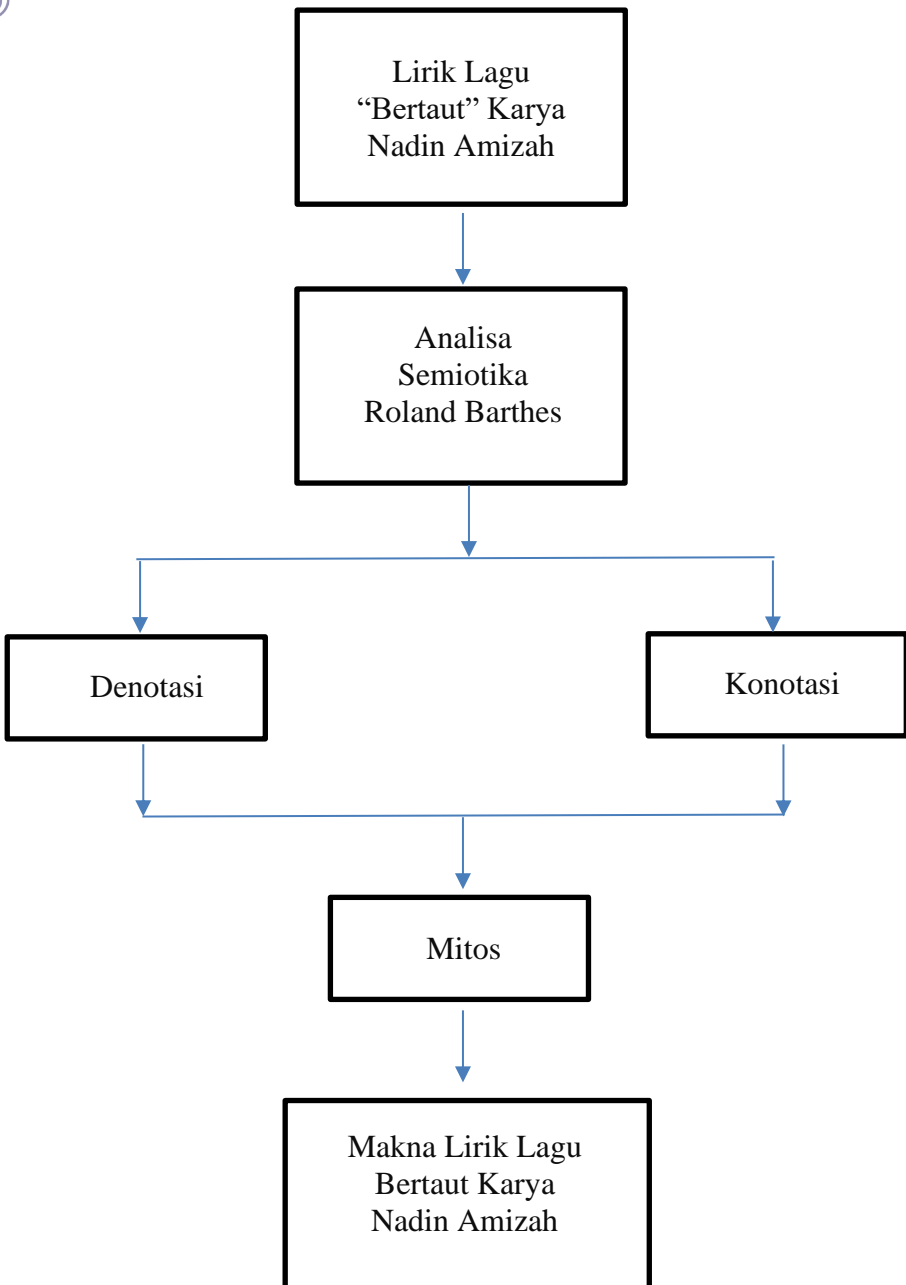 Lirik Lagu
“Bertaut” Karya
Nadin Amizah
Analisa
Semiotika
Roland Barthes
Denotasi
Konotasi
Mitos
Makna Lirik Lagu
Bertaut Karya
Nadin Amizah